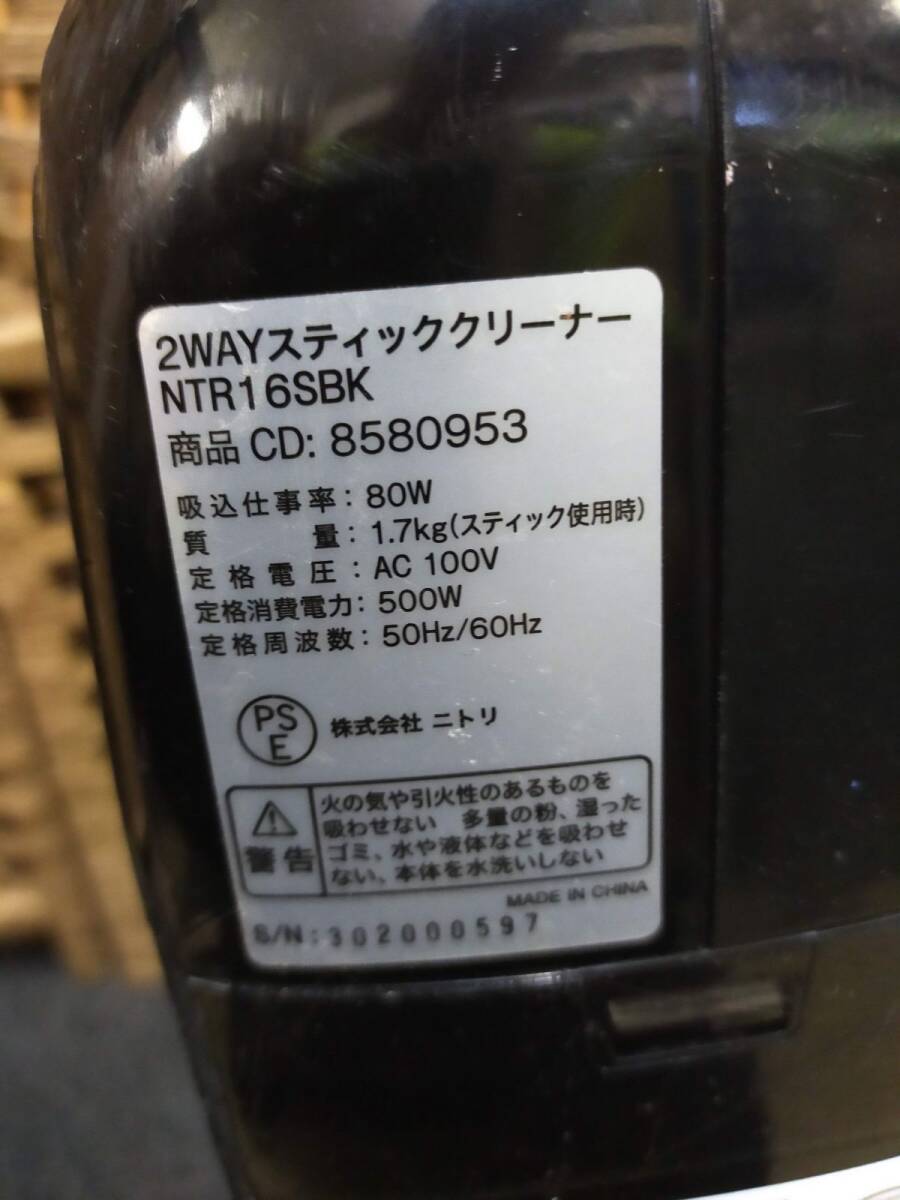 2WAYスティッククリーナー
NTR16SBK
商品 CD: 8580953
吸込仕事率: 80W
質量: 1.7kg(スティック使用時)
定格電圧: AC 100V
定格消費電力: 500W
定格周波数: 50Hz/60Hz
PS
E
株式会社 ニトリ
警告
火の気や引火性のあるものを
吸わせない 多量の粉、湿った
ゴミ、水や液体などを吸わせ
ない、本体を水洗いしない
MADE IN CHINA
S/N: 302000597